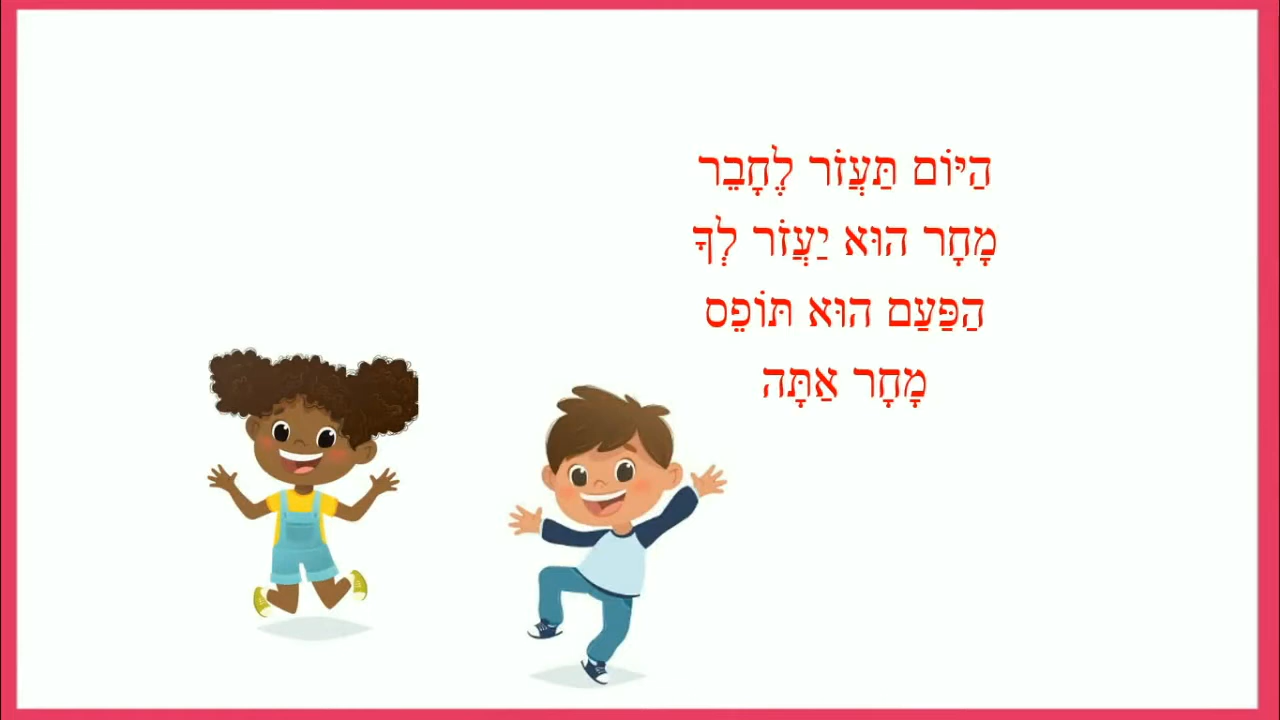 הַיּוֹם תַּעֲזֹר לֶחָבֵר
מָחָר הוּא יַעֲזֹר לְךָ
הַפַּעַם הוּא תּוֹפֵס
מָחָר אַתָּה